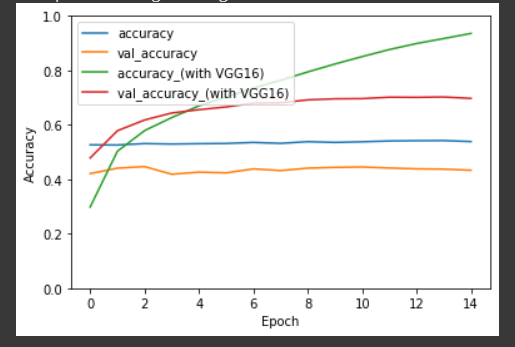 1.0
0.8
0.6
0.4
0.2
0.0
Accuracy
accuracy
val_accuracy
accuracy_(with VGG16)
val_accuracy_(with VGG16)
0 2 4 6 8 10 12 14
Epoch